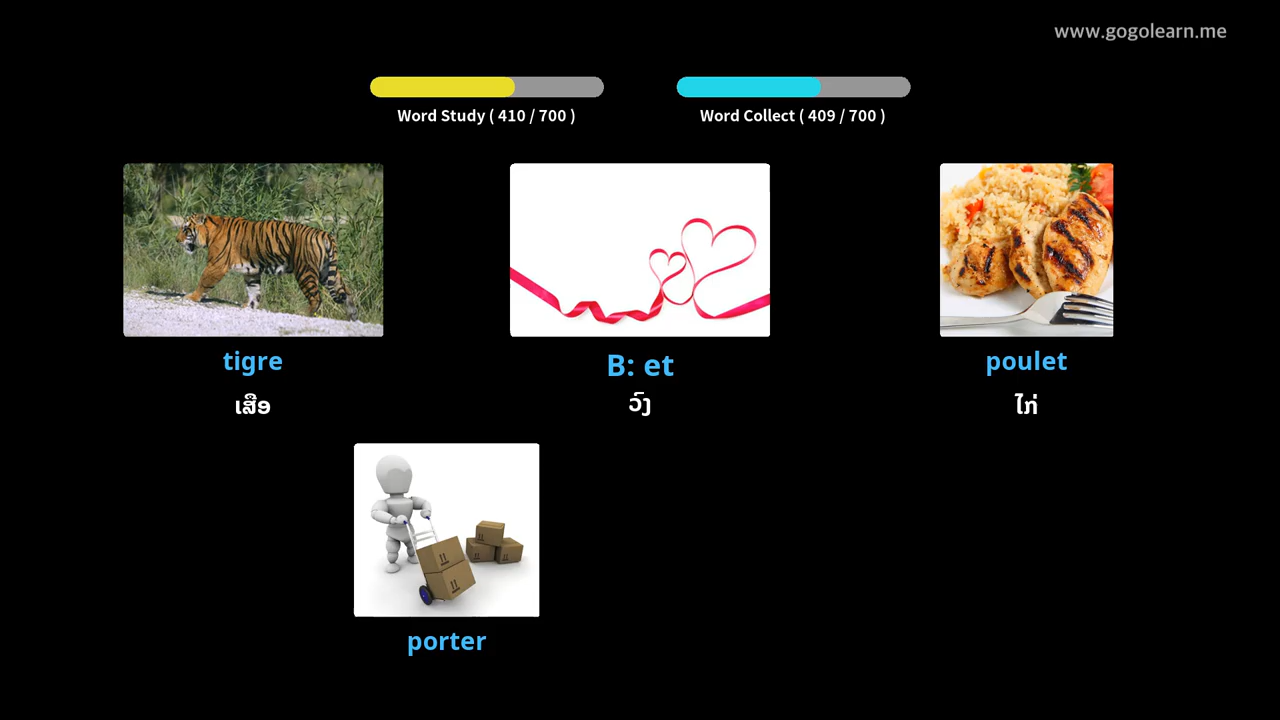 www.gogolearn.me
Word Study ( 410 / 700 )
Word Collect ( 409 / 700 )
tigre
B: et
poulet
ເສືອ
ວົງ
ໄກ່
porter